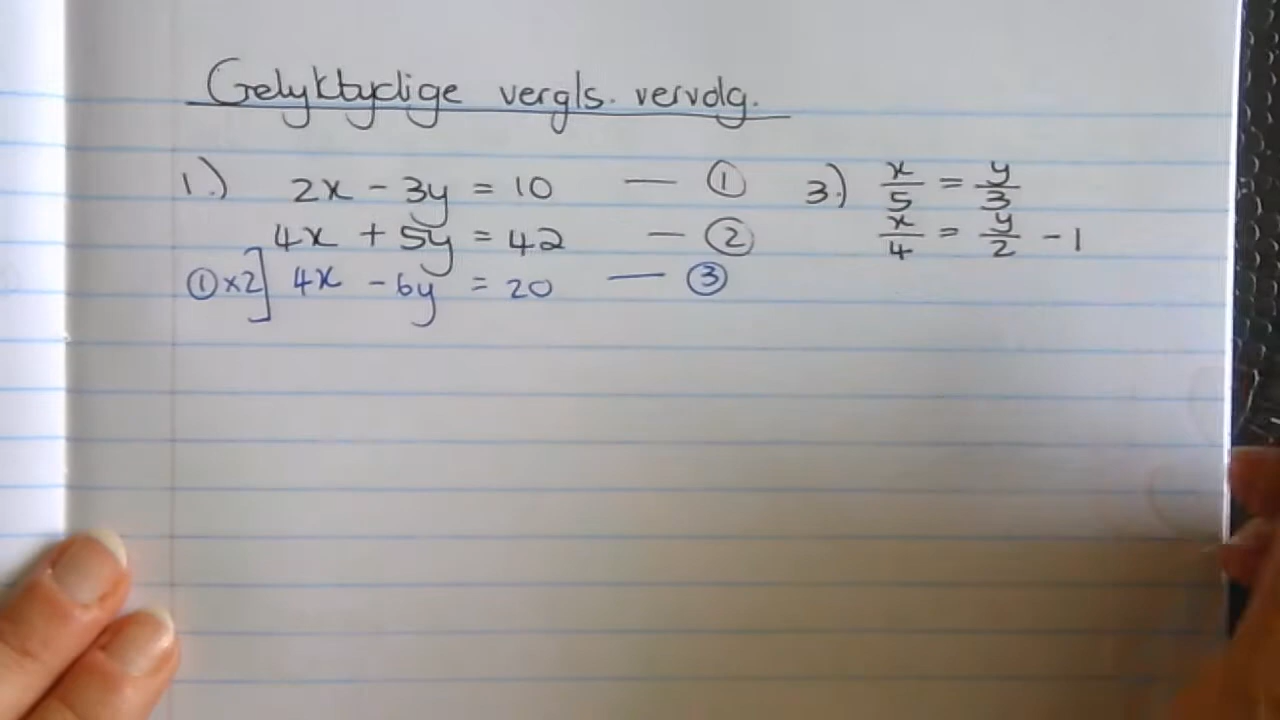 Gelyktydige vergls. vervolg.
1.) 2x - 3y = 10 — ①
4x + 5y = 42 — ②
①×2] 4x - 6y = 20 — ③
3.) x/5 = y/3
x/4 = y/2 - 1